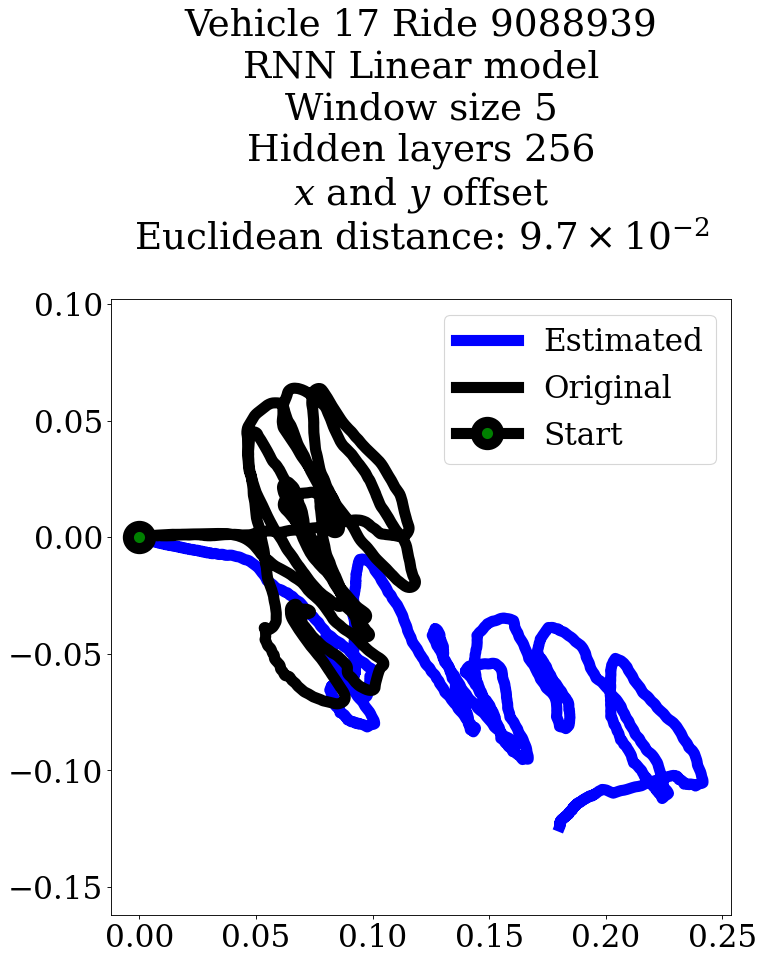 Vehicle 17 Ride 9088939
RNN Linear model
Window size 5
Hidden layers 256
x and y offset
Euclidean distance: 9.7 × 10⁻²
Estimated
Original
Start
0.10
0.05
0.00
−0.05
−0.10
−0.15
0.00 0.05 0.10 0.15 0.20 0.25